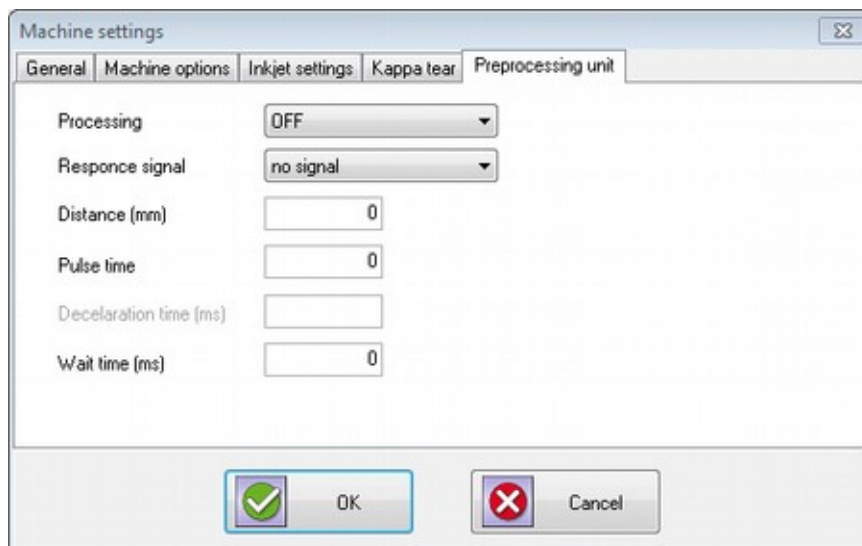 Machine settings
General Machine options Inkjet settings Kappa tear Preprocessing unit
Processing OFF
Responce signal no signal
Distance (mm) 0
Pulse time 0
Decelaration time (ms)
Wait time (ms) 0
OK Cancel